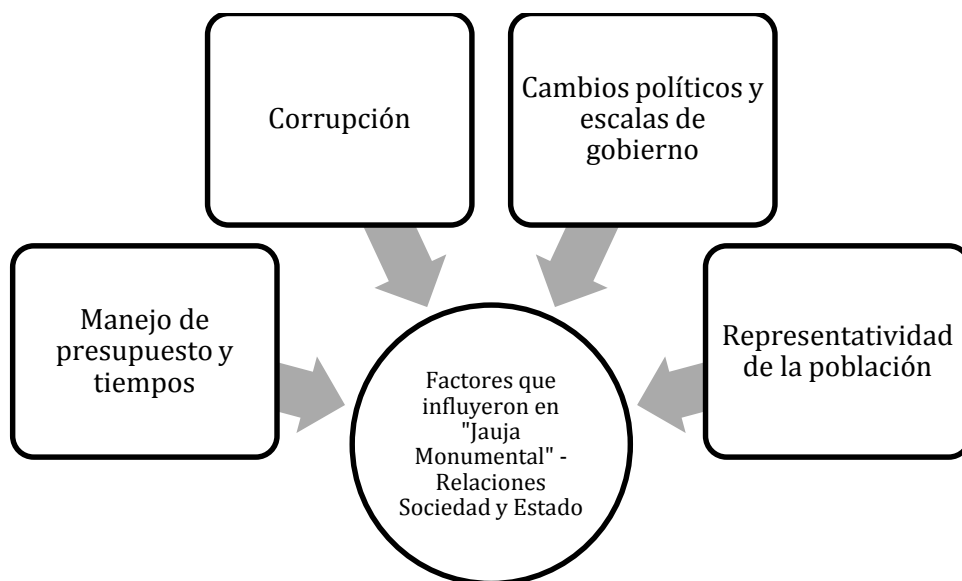 Corrupción
Cambios políticos y
escalas de
gobierno
Manejo de
presupuesto y
tiempos
Representatividad
de la población
Factores que
influyeron en
"Jauja
Monumental" -
Relaciones
Sociedad y Estado